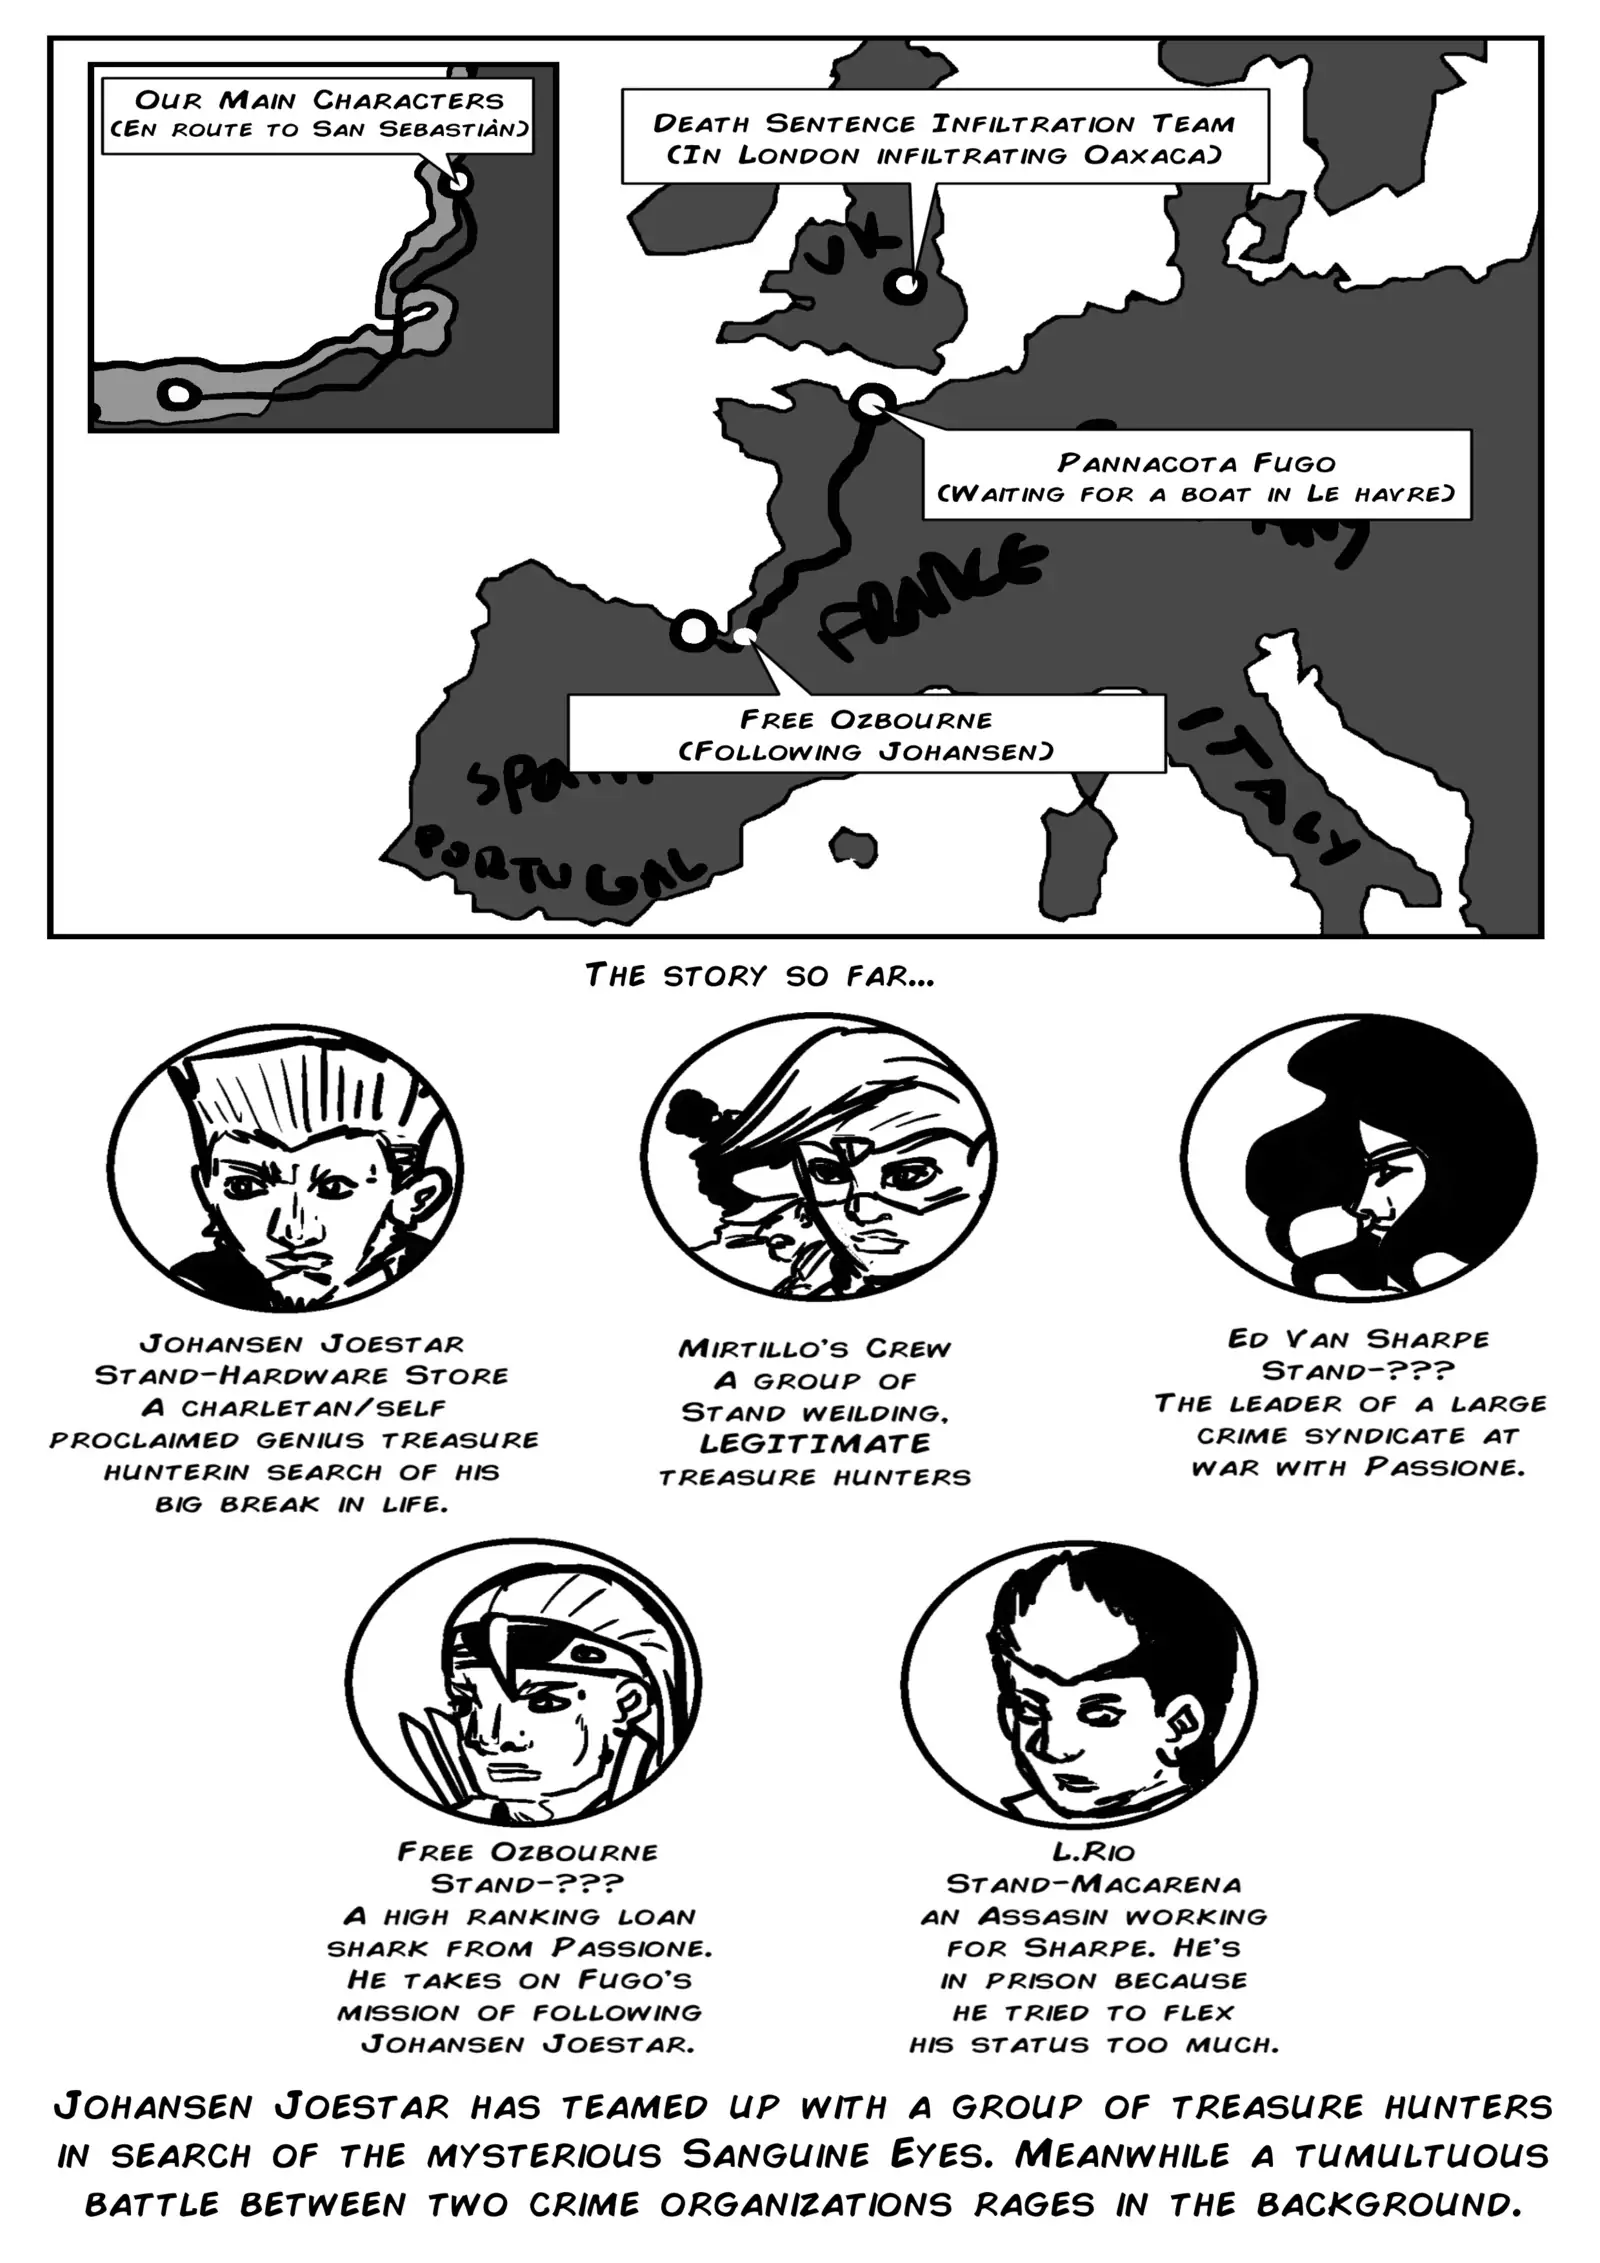 Our Main Characters
(En route to San Sebastiàn)
Death Sentence Infiltration Team
(In London infiltrating Oaxaca)
UK
Pannacota Fugo
(Waiting for a boat in Le havre)
FRANCE
Free Ozbourne
(Following Johansen)
ITALY
Spain
PORTUGAL
The story so far...
Johansen Joestar
Stand-Hardware Store
A charletan/self
proclaimed genius treasure
hunterin search of his
big break in life.
Mirtillo's Crew
A group of
Stand weilding,
LEGITIMATE
treasure hunters
Ed Van Sharpe
Stand-???
The leader of a large
crime syndicate at
war with Passione.
Free Ozbourne
Stand-???
A high ranking loan
shark from Passione.
He takes on Fugo's
mission of following
Johansen Joestar.
L.Rio
Stand-Macarena
an Assasin working
for Sharpe. He's
in prison because
he tried to flex
his status too much.
Johansen Joestar has teamed up with a group of treasure hunters
in search of the mysterious Sanguine Eyes. Meanwhile a tumultuous
battle between two crime organizations rages in the background.